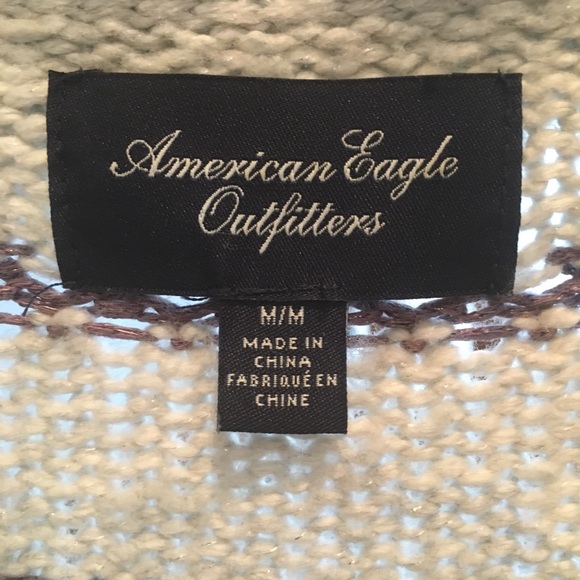 American Eagle
Outfitters
M/M
MADE IN
CHINA
FABRIQUÉ EN
CHINE